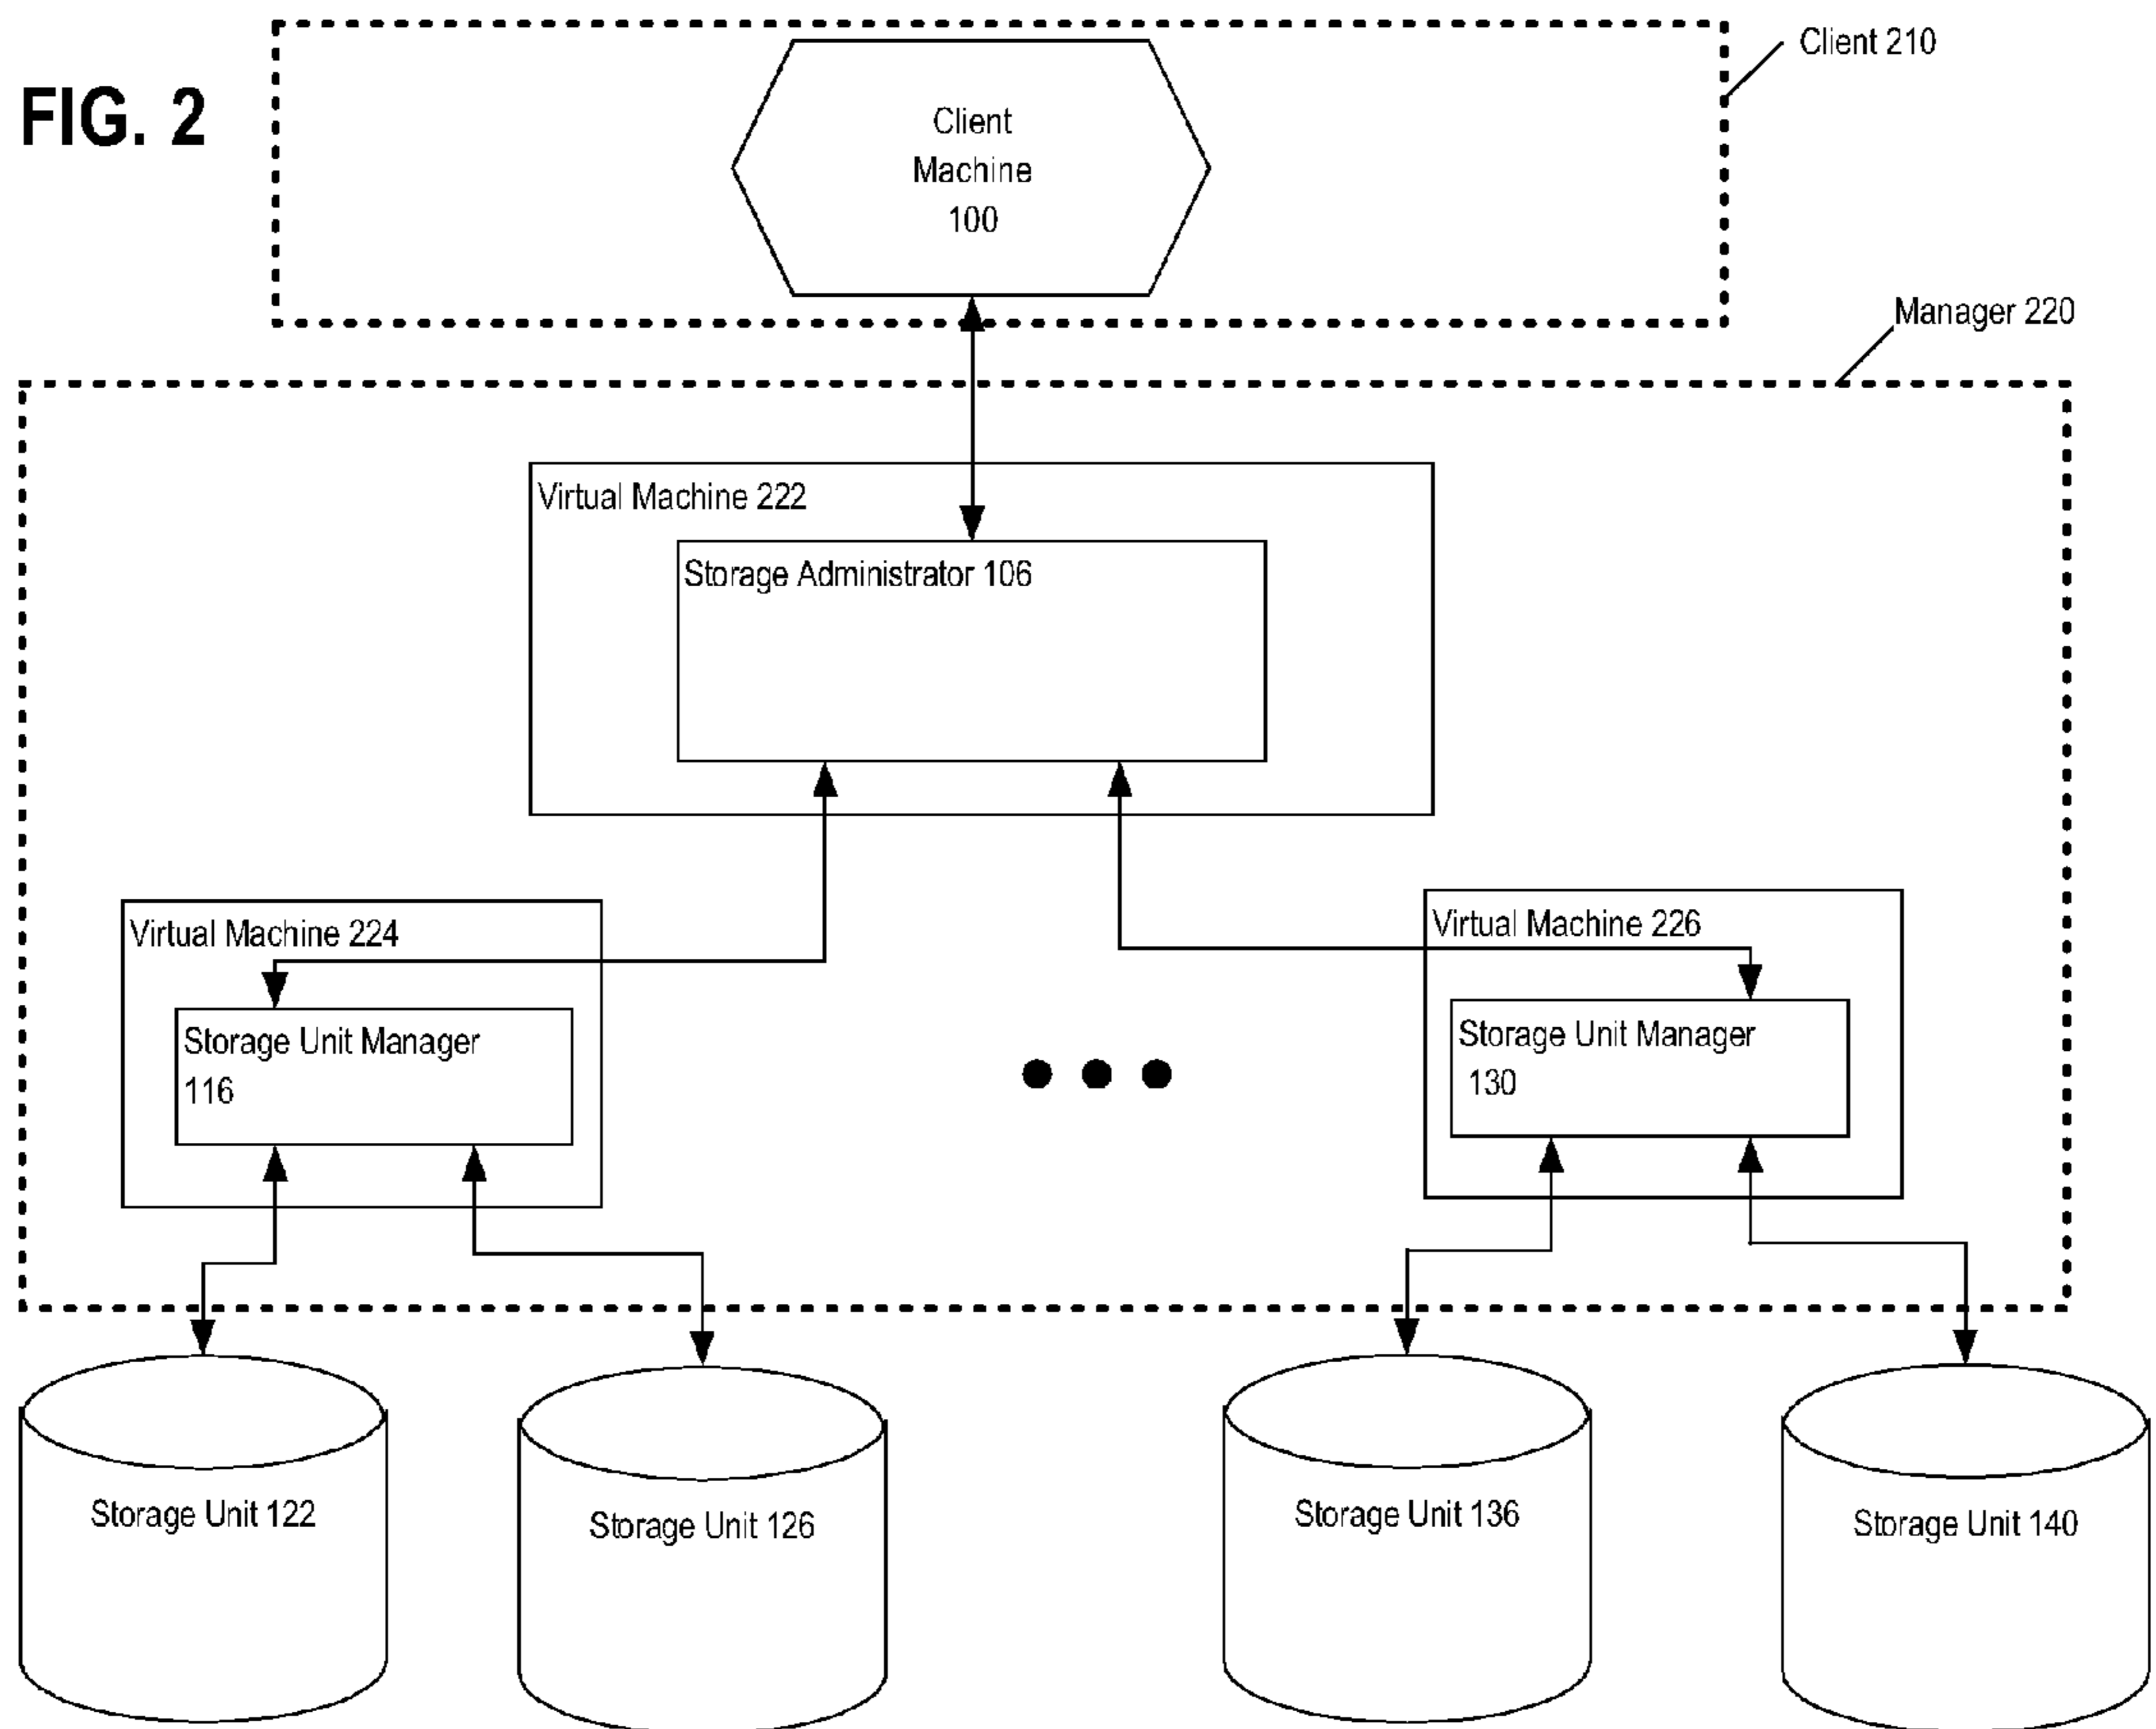 Client 210
FIG. 2
Client
Machine
100
Manager 220
Virtual Machine 222
Storage Administrator 106
Virtual Machine 224
Virtual Machine 226
Storage Unit Manager
116
Storage Unit Manager
130
Storage Unit 122
Storage Unit 126
Storage Unit 136
Storage Unit 140